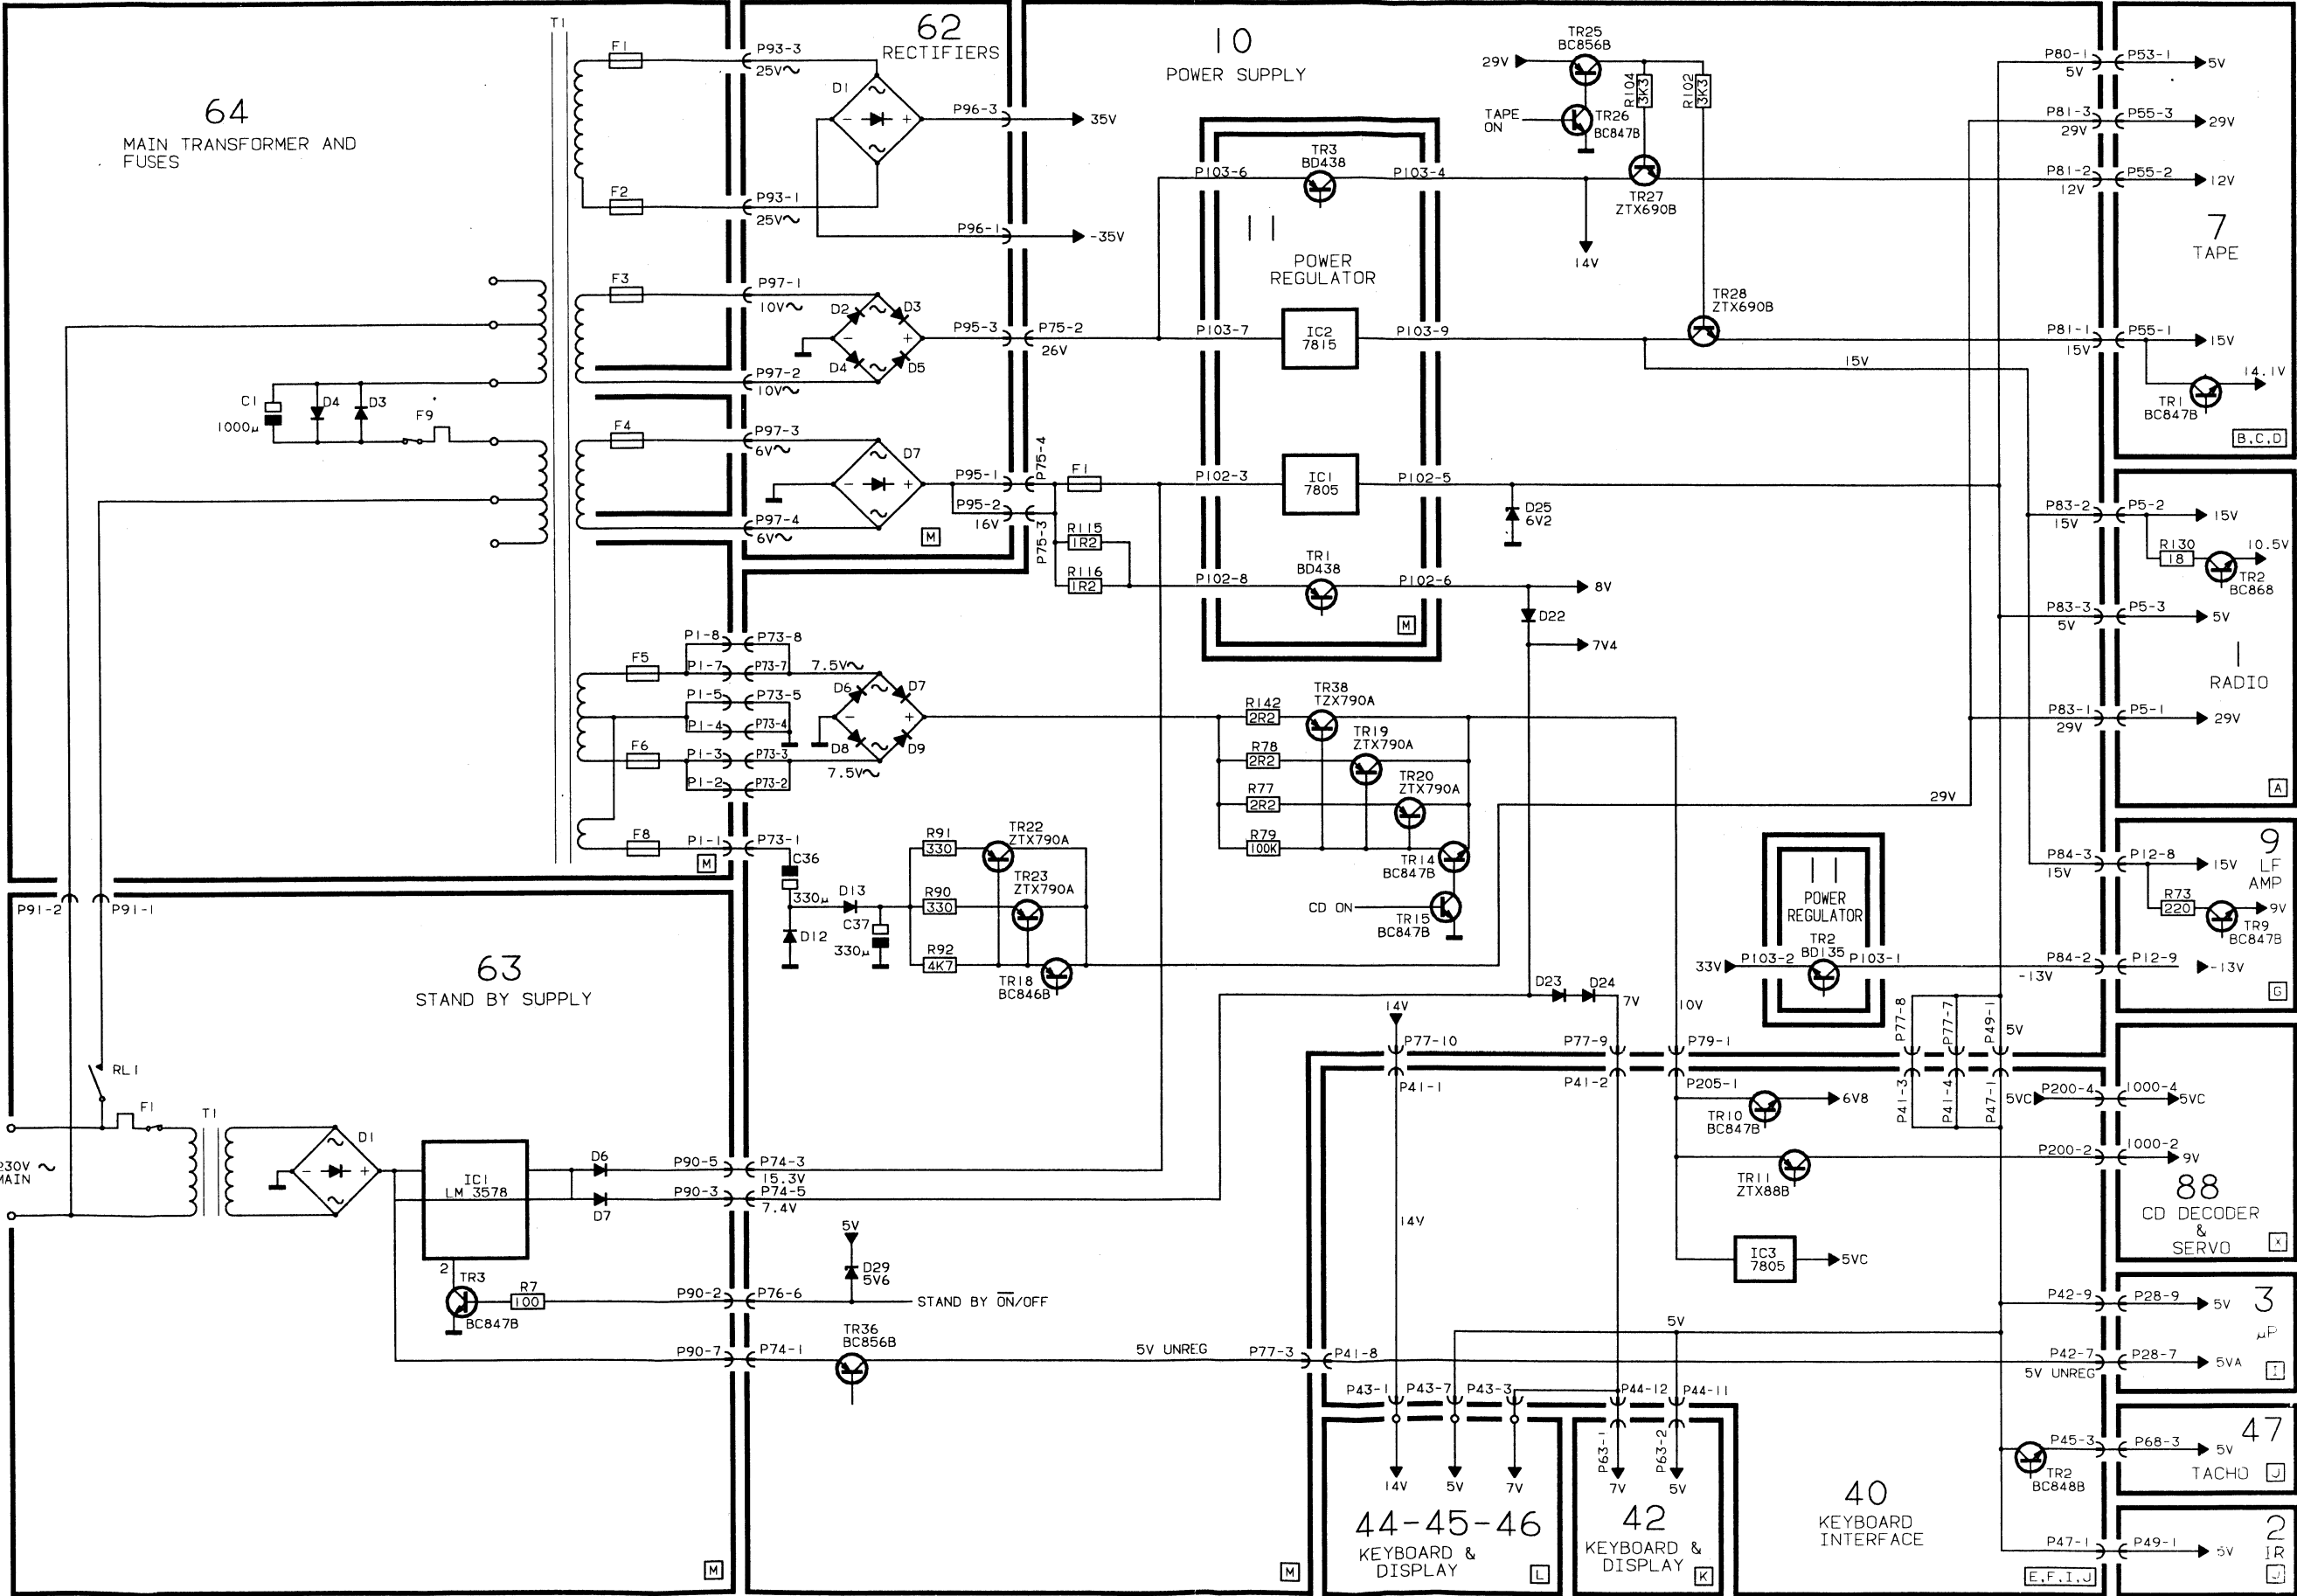 64
MAIN TRANSFORMER AND
FUSES
T1
F1
F2
F3
F4
F5
F6
F8
C1
1000µ
D4
D3
F9
P1-8
P1-7
P1-5
P1-4
P1-3
P1-2
P1-1
M
P91-2
P91-1
62
RECTIFIERS
P93-3
25V~
D1
P96-3
P93-1
25V~
P96-1
P97-1
10V~
D2
D3
D4
D5
P95-3
P97-2
10V~
P97-3
6V~
D7
P95-1
P95-2
16V
P97-4
6V~
M
10
POWER SUPPLY
35V
-35V
P75-2
26V
P75-4
P75-3
F1
R115
1R2
R116
1R2
29V
TR25
BC856B
TAPE
ON
TR26
BC847B
R104
3K3
R102
3K3
TR27
ZTX690B
14V
TR28
ZTX690B
15V
P103-6
TR3
BD438
P103-4
11
POWER
REGULATOR
P103-7
IC2
7815
P103-9
P102-3
IC1
7805
P102-5
P102-8
TR1
BD438
P102-6
M
D25
6V2
8V
D22
7V4
P73-8
P73-7
7.5V~
P73-5
P73-4
P73-3
P73-2
7.5V~
P73-1
D6
D7
D8
D9
R142
2R2
TR38
TZX790A
R78
2R2
TR19
ZTX790A
R77
2R2
TR20
ZTX790A
R79
100K
TR14
BC847B
CD ON
TR15
BC847B
29V
C36
330µ
D12
D13
C37
330µ
R91
330
TR22
ZTX790A
R90
330
TR23
ZTX790A
R92
4K7
TR18
BC846B
11
POWER
REGULATOR
33V
P103-2
TR2
BD135
P103-1
D23
D24
7V
10V
14V
P77-10
P77-9
P79-1
P77-8
P77-7
P49-1
5V
P80-1
5V
P81-3
29V
P81-2
12V
P81-1
15V
P83-2
15V
P83-3
5V
P83-1
29V
P84-3
15V
P84-2
-13V
P53-1
5V
P55-3
29V
P55-2
12V
7
TAPE
P55-1
15V
14.1V
TR1
BC847B
B,C,D
P5-2
15V
R130
18
10.5V
TR2
BC868
P5-3
5V
1
RADIO
P5-1
29V
A
9
LF
AMP
P12-8
15V
R73
220
9V
TR9
BC847B
P12-9
-13V
G
63
STAND BY SUPPLY
RL1
F1
T1
230V ~
MAIN
D1
IC1
LM 3578
2
TR3
BC847B
R7
100
D6
D7
P90-5
P90-3
P90-2
P90-7
M
P74-3
15.3V
P74-5
7.4V
5V
D29
5V6
P76-6
STAND BY ON/OFF
P74-1
TR36
BC856B
5V UNREG
P77-3
M
P41-1
P41-2
P205-1
P41-3
P41-4
P47-1
TR10
BC847B
6V8
TR11
ZTX88B
IC3
7805
5VC
14V
5VC
P200-4
P200-2
5V
P41-8
P42-9
P42-7
5V UNREG
P43-1
P43-7
P43-3
P44-12
P44-11
TR2
BC848B
P45-3
P47-1
40
KEYBOARD
INTERFACE
E,F,I,J
14V
5V
7V
44-45-46
KEYBOARD &
DISPLAY
L
P63-1
P63-2
7V
5V
42
KEYBOARD &
DISPLAY
K
1000-4
5VC
1000-2
9V
88
CD DECODER
&
SERVO
X
P28-9
5V
3
µP
P28-7
5VA
I
47
P68-3
5V
TACHO
J
2
IR
P49-1
5V
J